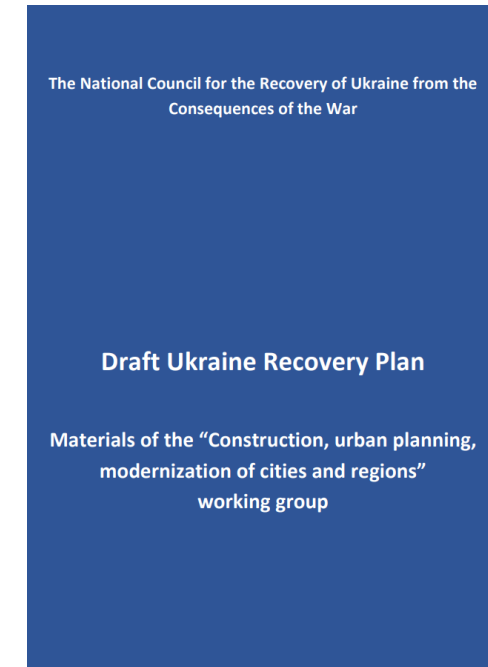 The National Council for the Recovery of Ukraine from the
Consequences of the War
Draft Ukraine Recovery Plan
Materials of the “Construction, urban planning,
modernization of cities and regions”
working group